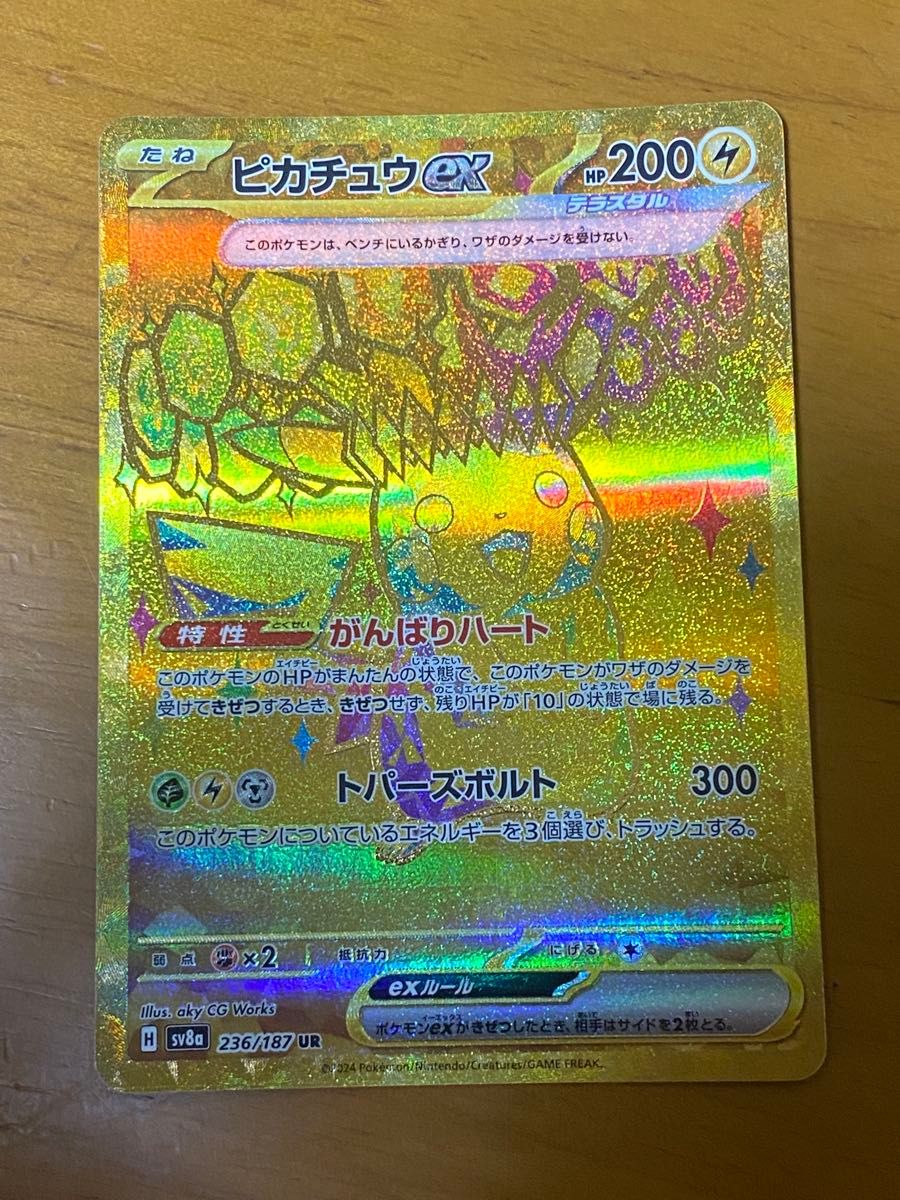 たね ピカチュウex HP200
テラスタル
このポケモンは、ベンチにいるかぎり、ワザのダメージを受けない。
特性 とくせい がんばりハート
このポケモンのHPがまんたんの状態で、このポケモンがワザのダメージを
受けてきぜつするとき、きぜつせず、残りHPが「10」の状態で場に残る。
トパーズボルト 300
このポケモンについているエネルギーを3個選び、トラッシュする。
弱点 ×2 抵抗力 にげる
exルール
ポケモンexがきぜつしたとき、相手はサイドを2枚とる。
Illus. aky CG Works
H sv8a 236/187 UR
©2024 Pokémon/Nintendo/Creatures/GAME FREAK.